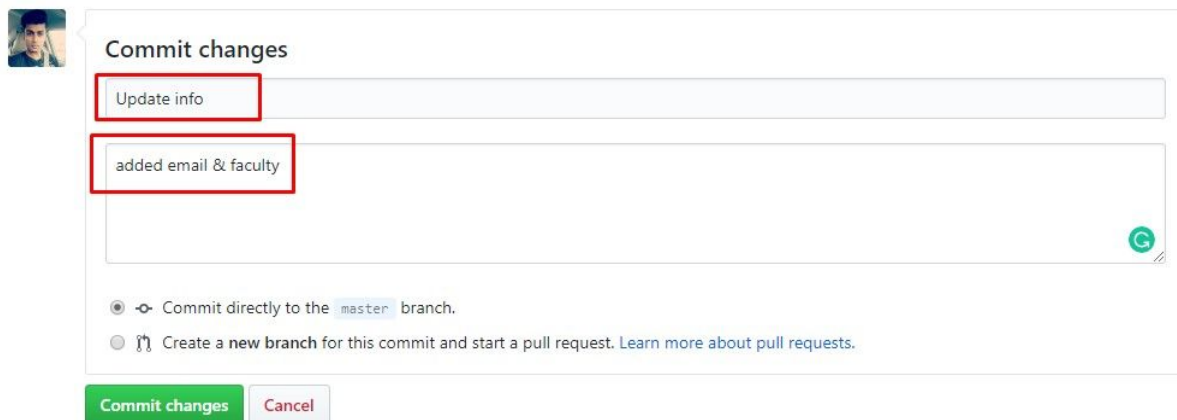 Commit changes
Update info
added email & faculty
Commit directly to the master branch.
Create a new branch for this commit and start a pull request. Learn more about pull requests.
Commit changes Cancel